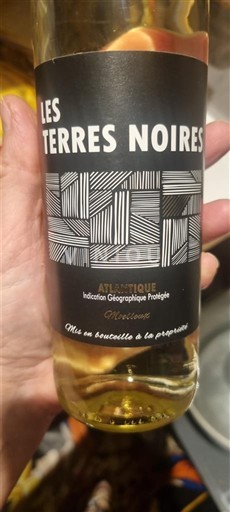 LES
TERRES NOIRES
ATLANTIQUE
Indication Géographique Protégée
Moelleux
Mis en bouteille à la propriété